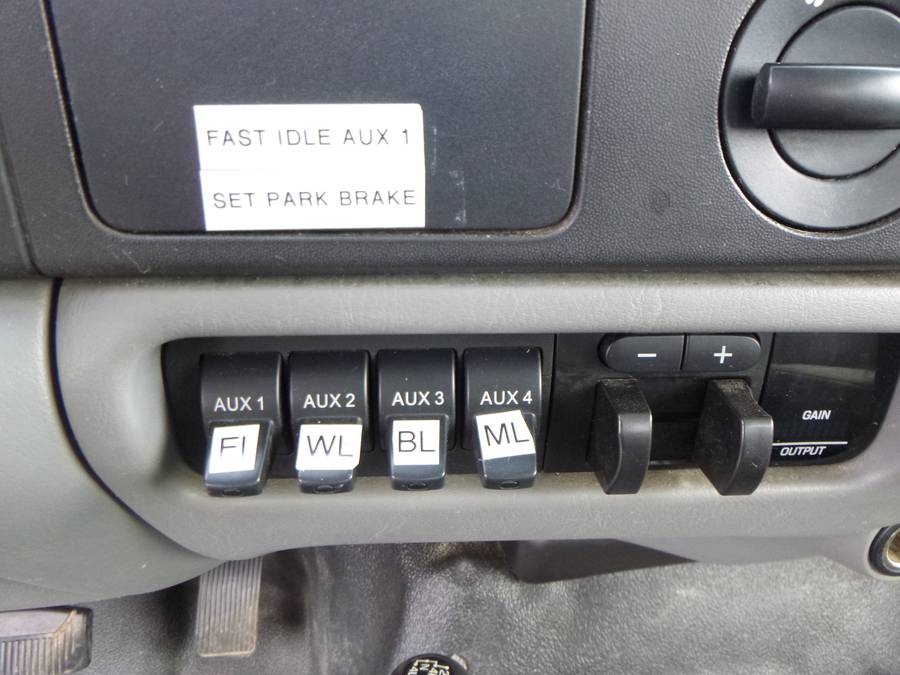 FAST IDLE AUX 1
SET PARK BRAKE
− +
AUX 1 AUX 2 AUX 3 AUX 4
FI WL BL ML
GAIN
OUTPUT